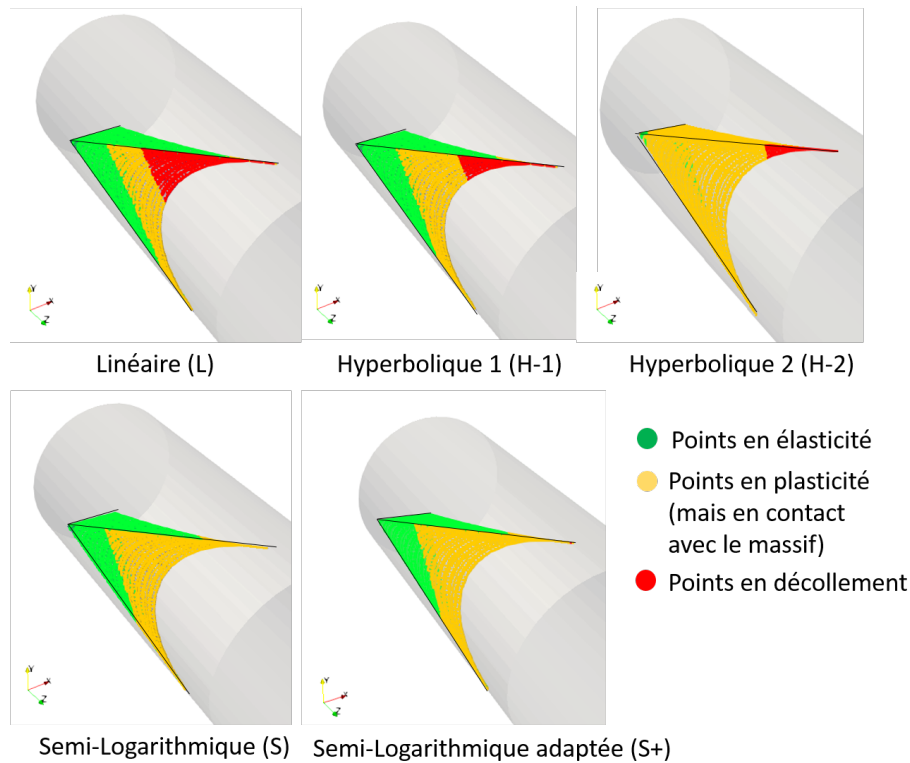 Y
X
Z
Y
X
Z
Y
X
Z
Linéaire (L)
Hyperbolique 1 (H-1)
Hyperbolique 2 (H-2)
Points en élasticité
Points en plasticité
(mais en contact
avec le massif)
Points en décollement
Y
X
Z
Y
X
Z
Semi-Logarithmique (S)
Semi-Logarithmique adaptée (S+)